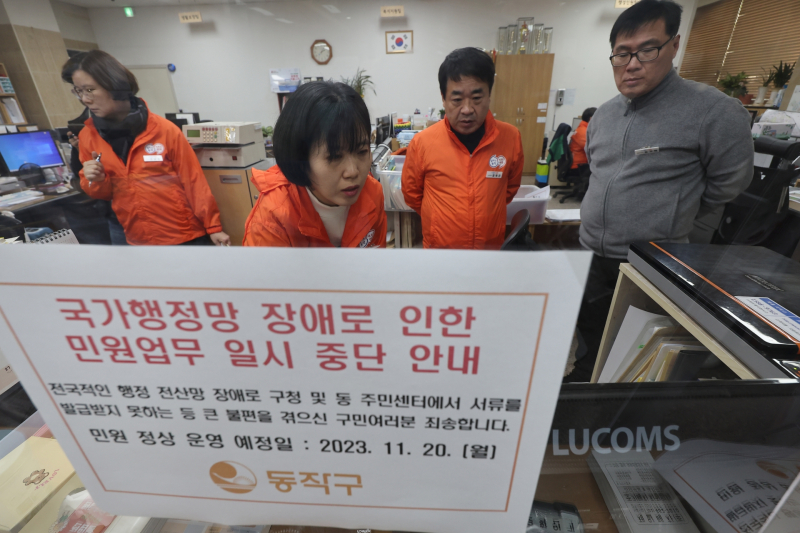 국가행정망 장애로 인한
민원업무 일시 중단 안내
전국적인 행정 전산망 장애로 구청 및 동 주민센터에서 서류를
발급받지 못하는 등 큰 불편을 겪으신 구민여러분 죄송합니다.
민원 정상 운영 예정일 : 2023. 11. 20. (월)
동작구
LUCOMS